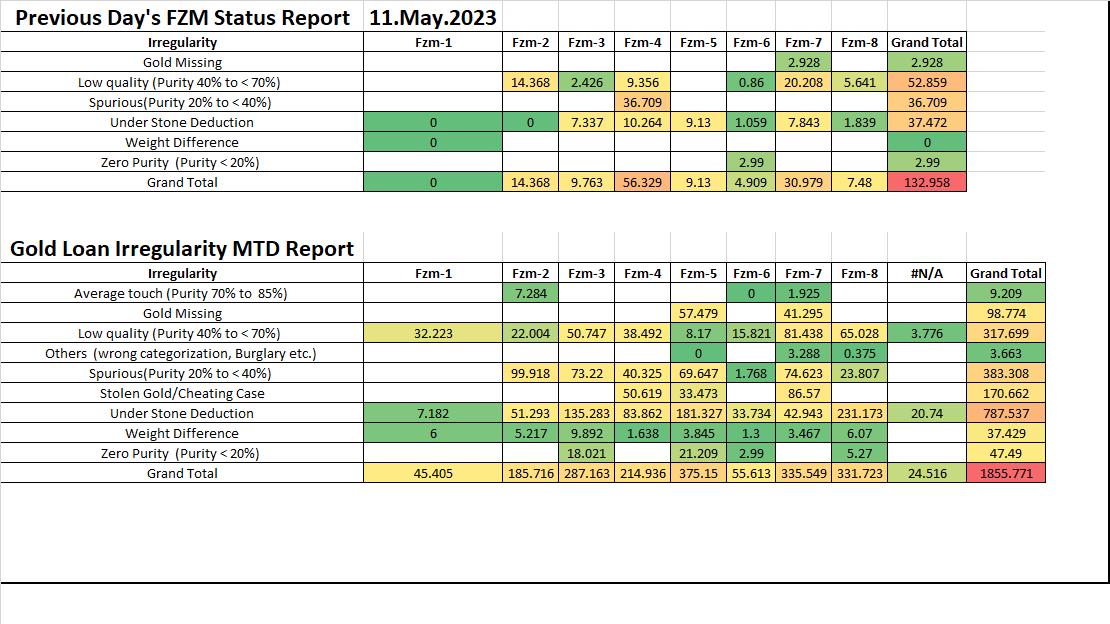 Previous Day's FZM Status Report 11.May.2023
Irregularity Fzm-1 Fzm-2 Fzm-3 Fzm-4 Fzm-5 Fzm-6 Fzm-7 Fzm-8 Grand Total
Gold Missing 2.928 2.928
Low quality (Purity 40% to < 70%) 14.368 2.426 9.356 0.86 20.208 5.641 52.859
Spurious(Purity 20% to < 40%) 36.709 36.709
Under Stone Deduction 0 0 7.337 10.264 9.13 1.059 7.843 1.839 37.472
Weight Difference 0 0
Zero Purity (Purity < 20%) 2.99 2.99
Grand Total 0 14.368 9.763 56.329 9.13 4.909 30.979 7.48 132.958
Gold Loan Irregularity MTD Report
Irregularity Fzm-1 Fzm-2 Fzm-3 Fzm-4 Fzm-5 Fzm-6 Fzm-7 Fzm-8 #N/A Grand Total
Average touch (Purity 70% to 85%) 7.284 0 1.925 9.209
Gold Missing 57.479 41.295 98.774
Low quality (Purity 40% to < 70%) 32.223 22.004 50.747 38.492 8.17 15.821 81.438 65.028 3.776 317.699
Others (wrong categorization, Burglary etc.) 0 3.288 0.375 3.663
Spurious(Purity 20% to < 40%) 99.918 73.22 40.325 69.647 1.768 74.623 23.807 383.308
Stolen Gold/Cheating Case 50.619 33.473 86.57 170.662
Under Stone Deduction 7.182 51.293 135.283 83.862 181.327 33.734 42.943 231.173 20.74 787.537
Weight Difference 6 5.217 9.892 1.638 3.845 1.3 3.467 6.07 37.429
Zero Purity (Purity < 20%) 18.021 21.209 2.99 5.27 47.49
Grand Total 45.405 185.716 287.163 214.936 375.15 55.613 335.549 331.723 24.516 1855.771